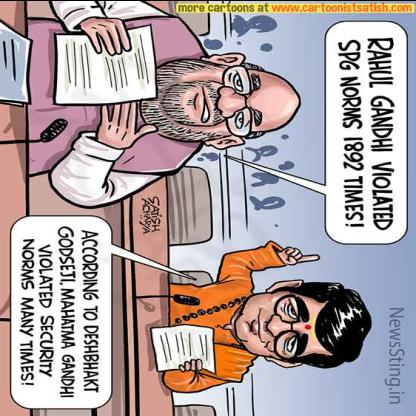 more cartoons at www.cartoonistsatish.com
RAHUL GANDHI VIOLATED
SPG NORMS 1892 TIMES!
SATISH
ACHARYA
ACCORDING TO DESHBHAKT
GODSEJI, MAHATMA GANDHI
VIOLATED SECURITY
NORMS MANY TIMES!
NewsSting.in